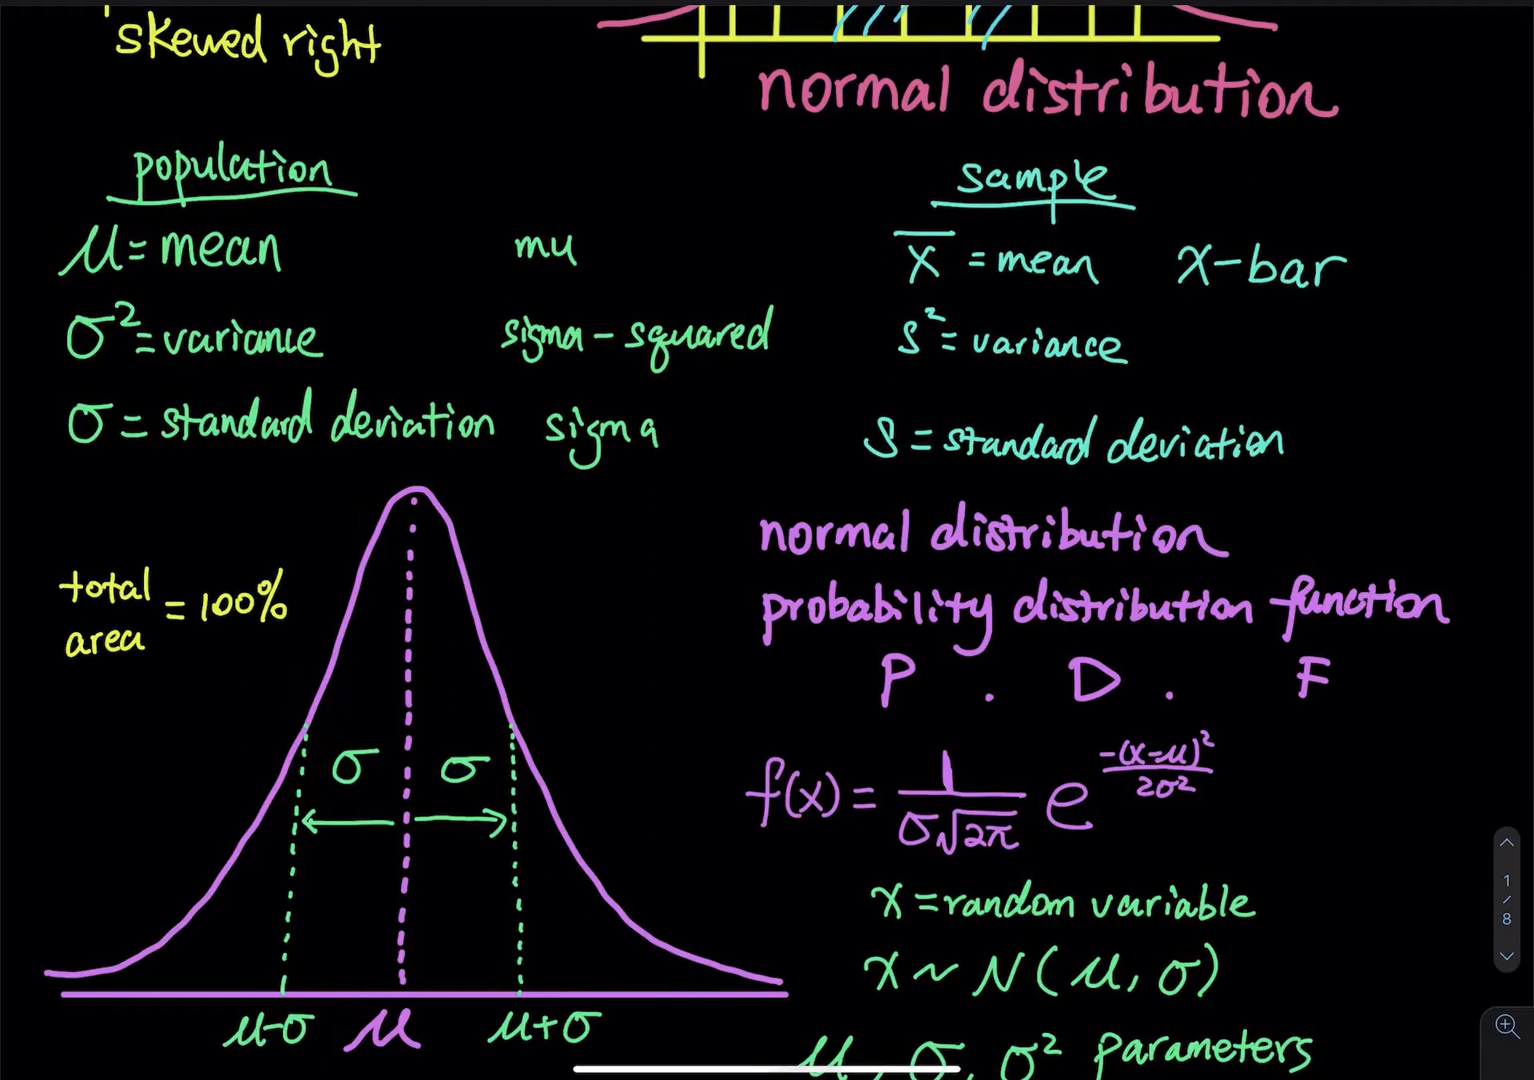 skewed right
normal distribution
population
μ = mean mu
σ² = variance sigma - squared
σ = standard deviation sigma
sample
x̅ = mean x-bar
s² = variance
s = standard deviation
total area = 100%
σ σ
μ-σ μ μ+σ
normal distribution
probability distribution function
P . D . F
f(x) = 1/(σ√2π) e^(-(x-μ)²/2σ²)
x = random variable
x ~ N(μ, σ)
μ, σ, σ² parameters
1
/
8